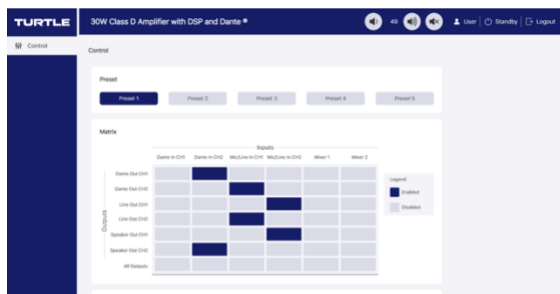 TURTLE
30W Class D Amplifier with DSP and Dante ®
49
User
Standby
Logout
Control
Control
Preset
Preset 1 Preset 2 Preset 3 Preset 4 Preset 5
Matrix
Inputs
Dante In CH1 Dante In CH2 Mic/Line In CH1 Mic/Line In CH2 Mixer 1 Mixer 2
Outputs
Dante Out CH1
Dante Out CH2
Line Out CH1
Line Out CH2
Speaker Out CH1
Speaker Out CH2
All Outputs
Legend
Enabled
Disabled